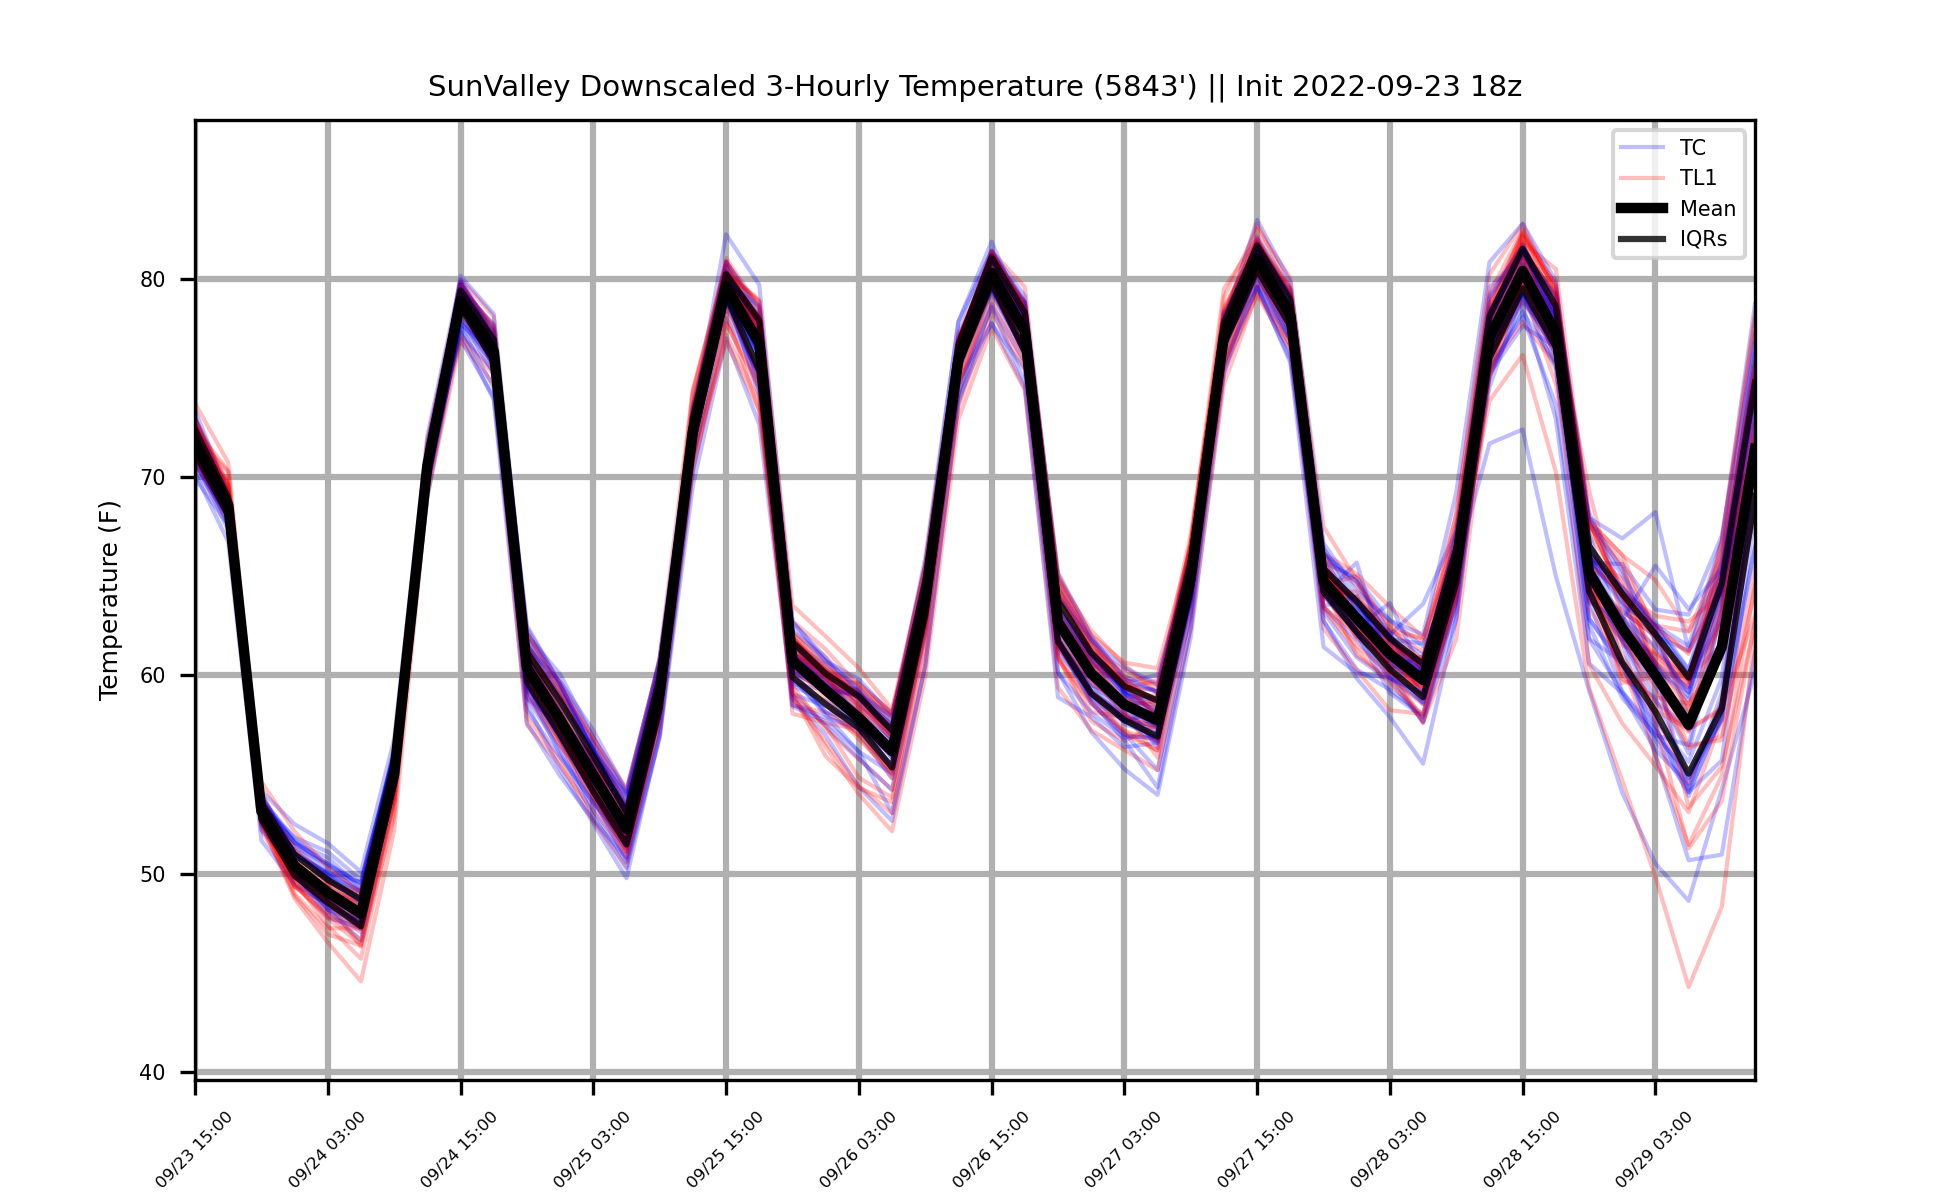 SunValley Downscaled 3-Hourly Temperature (5843') || Init 2022-09-23 18z
TC
TL1
Mean
IQRs
Temperature (F)
80
70
60
50
40
09/23 15:00
09/24 03:00
09/24 15:00
09/25 03:00
09/25 15:00
09/26 03:00
09/26 15:00
09/27 03:00
09/27 15:00
09/28 03:00
09/28 15:00
09/29 03:00